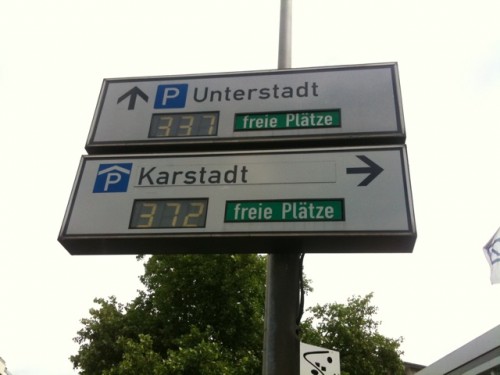 P Unterstadt
337 freie Plätze
P Karstadt
372 freie Plätze